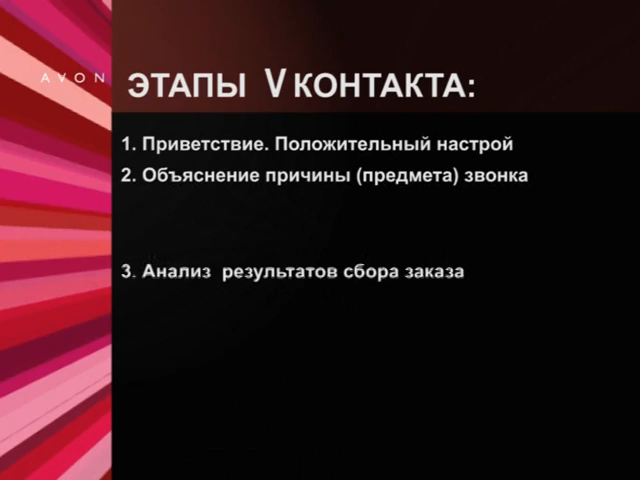 AVON
ЭТАПЫ V КОНТАКТА:
1. Приветствие. Положительный настрой
2. Объяснение причины (предмета) звонка
3. Анализ результатов сбора заказа